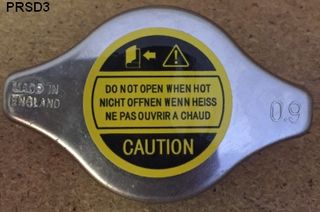 PRSD3
MADE IN
ENGLAND
DO NOT OPEN WHEN HOT
NICHT OFFNEN WENN HEISS
NE PAS OUVRIR A CHAUD
CAUTION
0.9